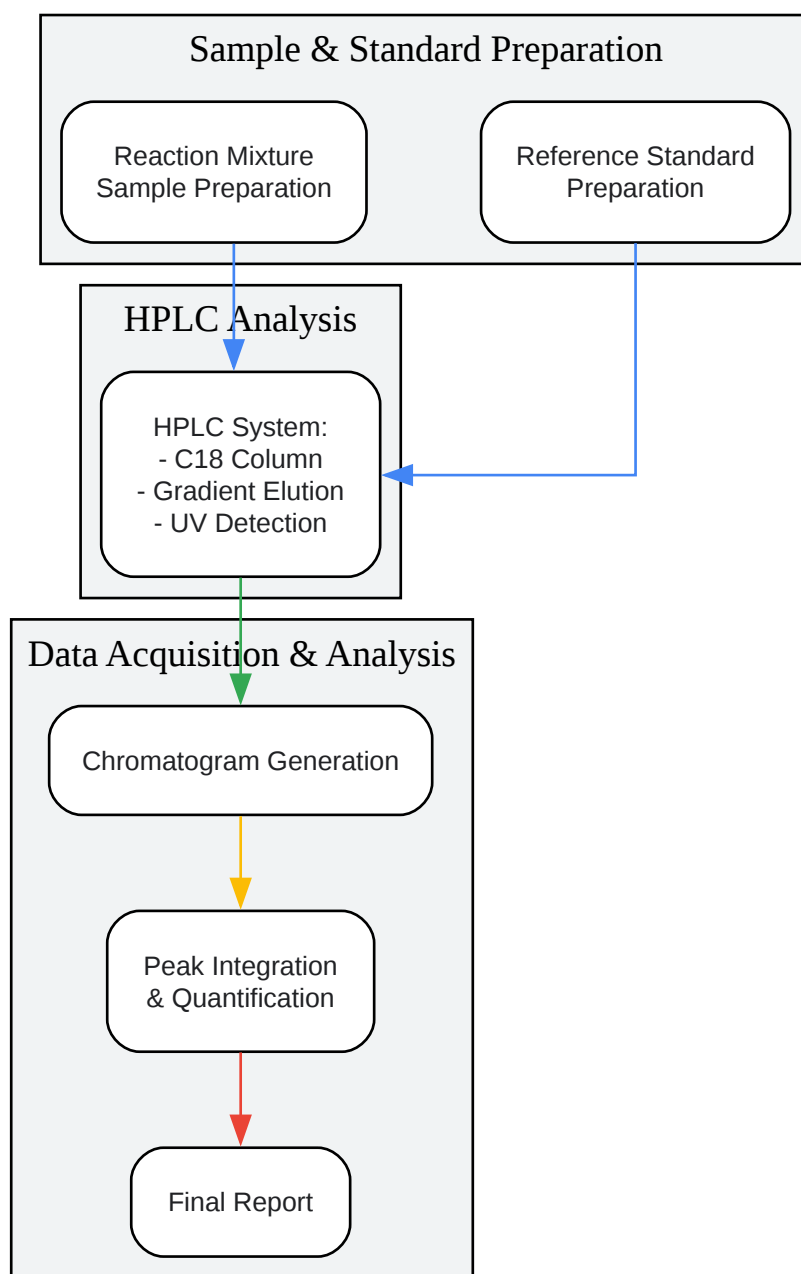 Sample & Standard Preparation
Reaction Mixture
Sample Preparation
Reference Standard
Preparation
HPLC Analysis
HPLC System:
- C18 Column
- Gradient Elution
- UV Detection
Data Acquisition & Analysis
Chromatogram Generation
Peak Integration
& Quantification
Final Report